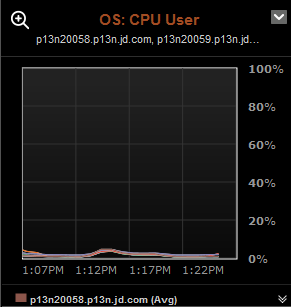 OS: CPU User
p13n20058.p13n.jd.com, p13n20059.p13n.jd...
100%
80%
60%
40%
20%
0%
1:07PM 1:12PM 1:17PM 1:22PM
p13n20058.p13n.jd.com (Avg)